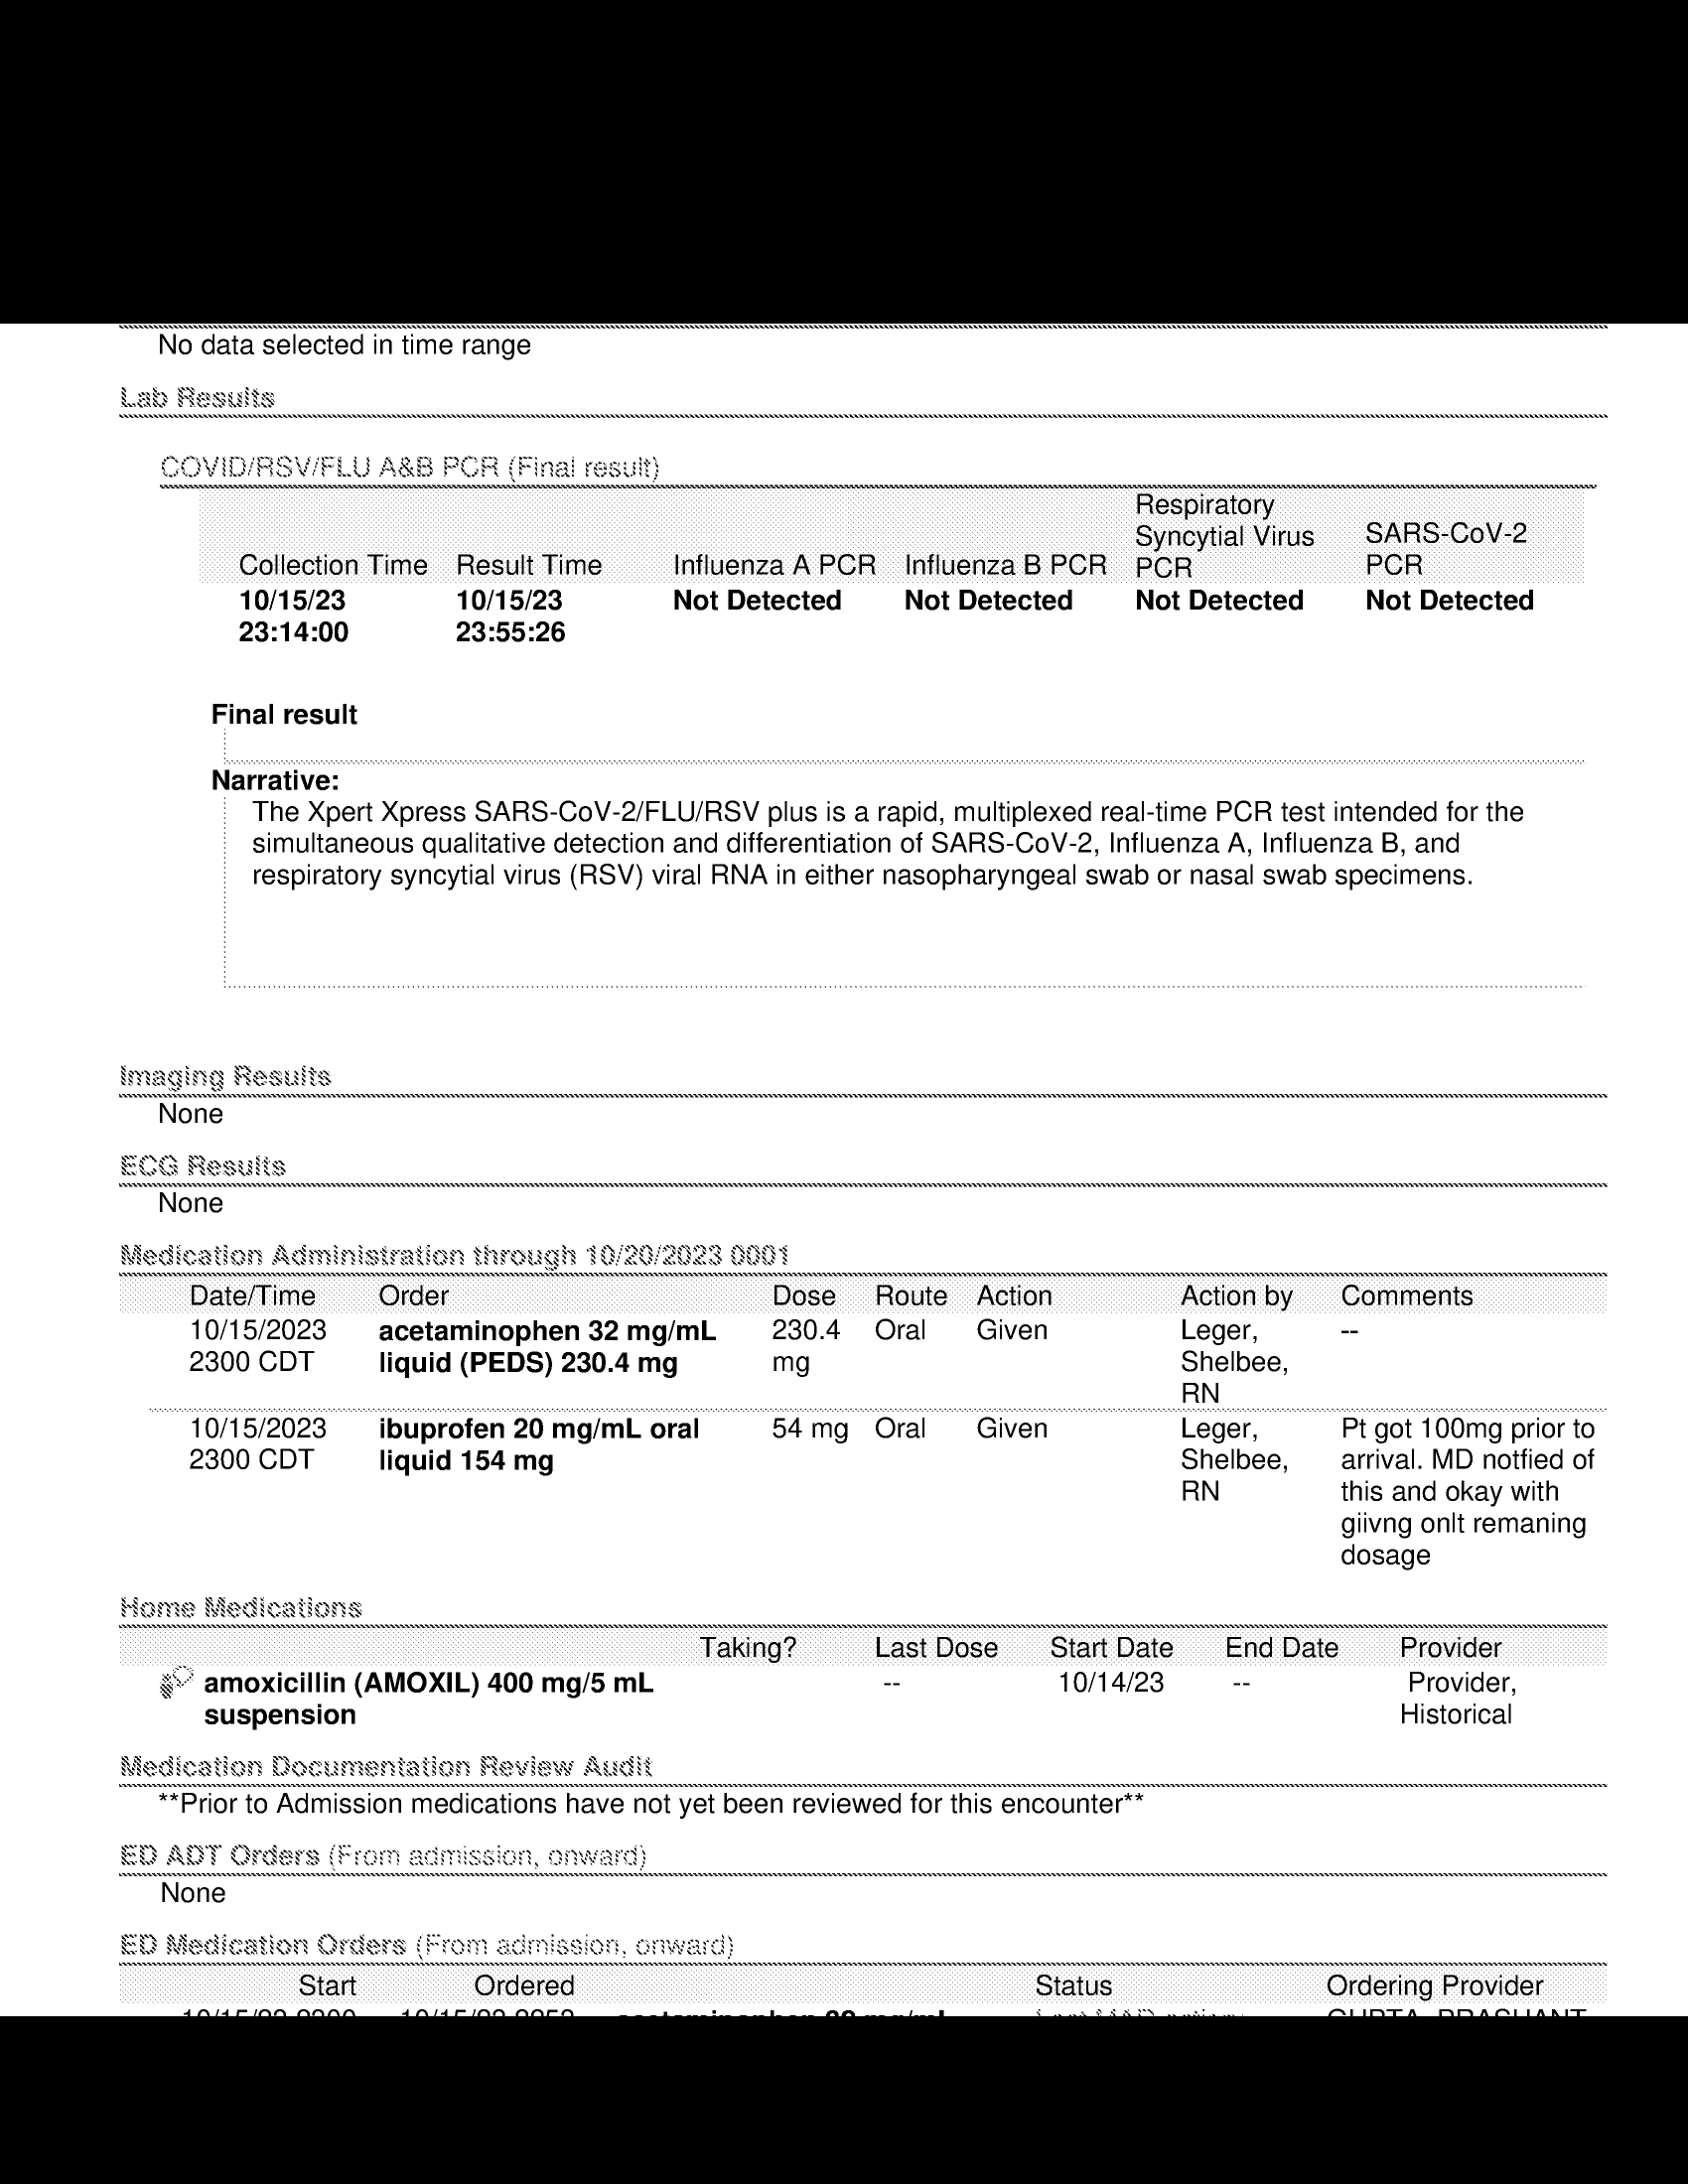 No data selected in time range
Lab Results
COVID/RSV/FLU A&B PCR (Final result)
Collection Time Result Time Influenza A PCR Influenza B PCR Respiratory Syncytial Virus PCR SARS-CoV-2 PCR
10/15/23 10/15/23 Not Detected Not Detected Not Detected Not Detected
23:14:00 23:55:26
Final result
Narrative:
The Xpert Xpress SARS-CoV-2/FLU/RSV plus is a rapid, multiplexed real-time PCR test intended for the
simultaneous qualitative detection and differentiation of SARS-CoV-2, Influenza A, Influenza B, and
respiratory syncytial virus (RSV) viral RNA in either nasopharyngeal swab or nasal swab specimens.
Imaging Results
None
ECG Results
None
Medication Administration through 10/20/2023 0001
Date/Time Order Dose Route Action Action by Comments
10/15/2023 acetaminophen 32 mg/mL 230.4 Oral Given Leger, --
2300 CDT liquid (PEDS) 230.4 mg mg Shelbee,
RN
10/15/2023 ibuprofen 20 mg/mL oral 54 mg Oral Given Leger, Pt got 100mg prior to
2300 CDT liquid 154 mg Shelbee, arrival. MD notfied of
RN this and okay with
giivng onlt remaning
dosage
Home Medications
Taking? Last Dose Start Date End Date Provider
amoxicillin (AMOXIL) 400 mg/5 mL -- 10/14/23 -- Provider,
suspension Historical
Medication Documentation Review Audit
**Prior to Admission medications have not yet been reviewed for this encounter**
ED ADT Orders (From admission, onward)
None
ED Medication Orders (From admission, onward)
Start Ordered Status Ordering Provider